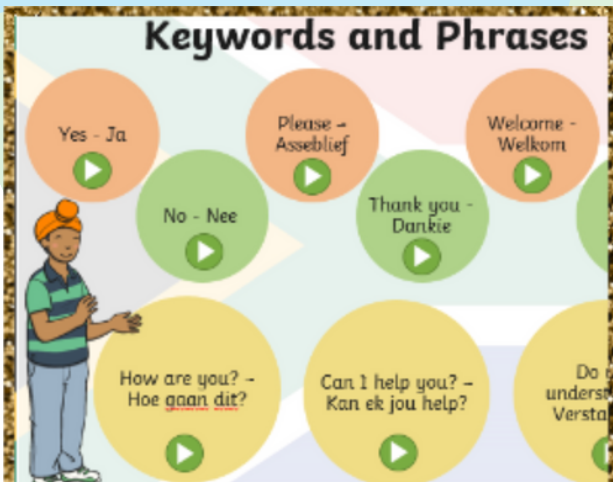 Keywords and Phrases
Yes - Ja
Please -
Asseblief
Welcome -
Welkom
No - Nee
Thank you -
Dankie
How are you? -
Hoe gaan dit?
Can I help you? -
Kan ek jou help?
Do